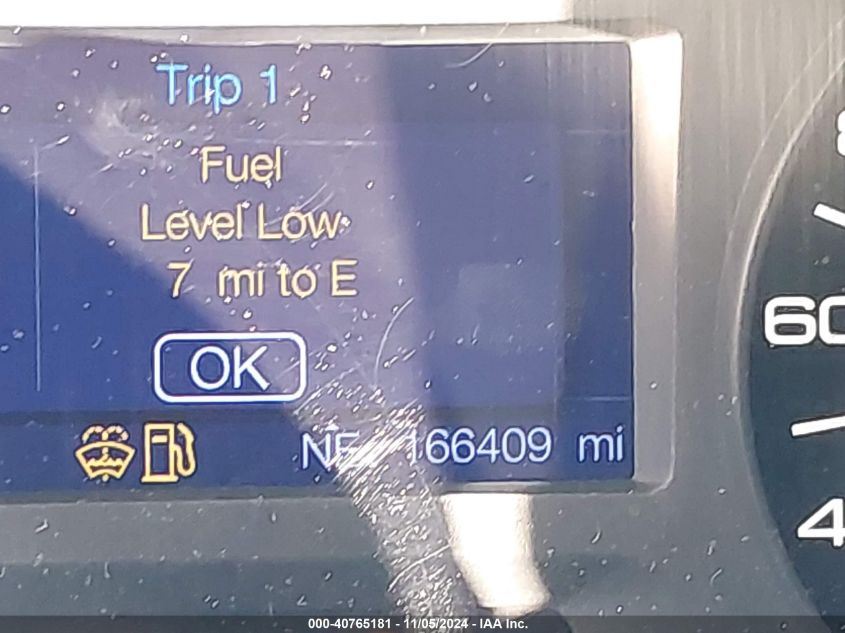 Trip 1
Fuel
Level Low
7 mi to E
OK
NE 166409 mi
60
000-40765181 - 11/05/2024 - IAA Inc.